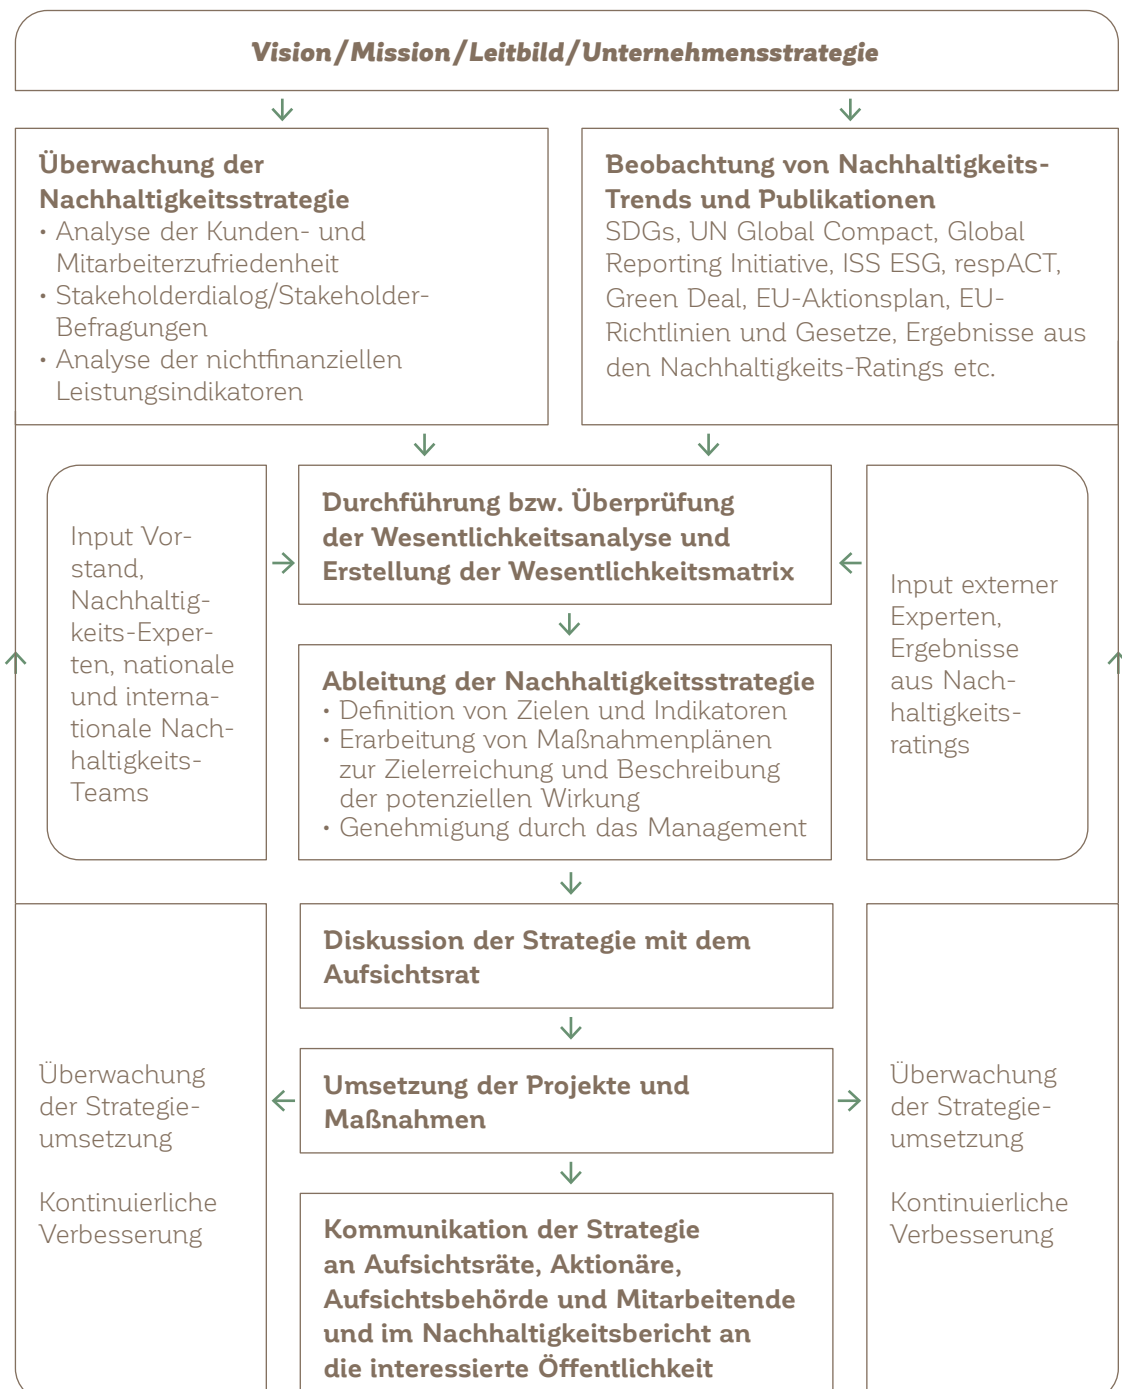 Vision/Mission/Leitbild/Unternehmensstrategie
Überwachung der
Nachhaltigkeitsstrategie
• Analyse der Kunden- und
Mitarbeiterzufriedenheit
• Stakeholderdialog/Stakeholder-
Befragungen
• Analyse der nichtfinanziellen
Leistungsindikatoren
Beobachtung von Nachhaltigkeits-
Trends und Publikationen
SDGs, UN Global Compact, Global
Reporting Initiative, ISS ESG, respACT,
Green Deal, EU-Aktionsplan, EU-
Richtlinien und Gesetze, Ergebnisse aus
den Nachhaltigkeits-Ratings etc.
Input Vor-
stand,
Nachhaltig-
keits-Exper-
ten, nationale
und interna-
tionale Nach-
haltigkeits-
Teams
Durchführung bzw. Überprüfung
der Wesentlichkeitsanalyse und
Erstellung der Wesentlichkeitsmatrix
Input externer
Experten,
Ergebnisse
aus Nach-
haltigkeits-
ratings
Ableitung der Nachhaltigkeitsstrategie
• Definition von Zielen und Indikatoren
• Erarbeitung von Maßnahmenplänen
zur Zielerreichung und Beschreibung
der potenziellen Wirkung
• Genehmigung durch das Management
Diskussion der Strategie mit dem
Aufsichtsrat
Überwachung
der Strategie-
umsetzung
Kontinuierliche
Verbesserung
Umsetzung der Projekte und
Maßnahmen
Überwachung
der Strategie-
umsetzung
Kontinuierliche
Verbesserung
Kommunikation der Strategie
an Aufsichtsräte, Aktionäre,
Aufsichtsbehörde und Mitarbeitende
und im Nachhaltigkeitsbericht an
die interessierte Öffentlichkeit